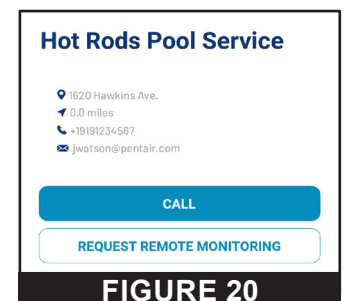 Hot Rods Pool Service
1620 Hawkins Ave.
0.0 miles
+19191234567
jwatson@pentair.com
CALL
REQUEST REMOTE MONITORING
FIGURE 20